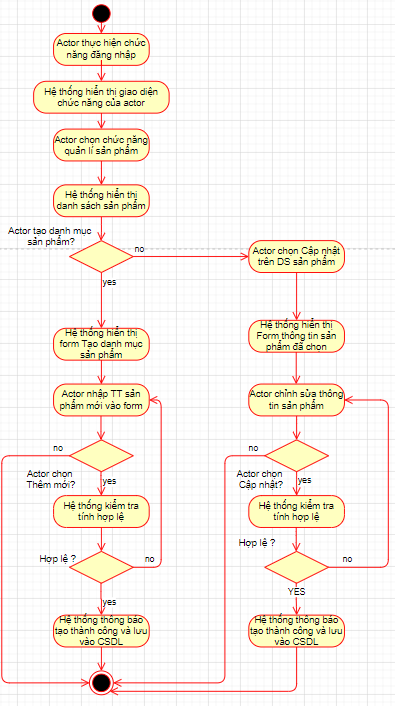 Actor thực hiện chức
năng đăng nhập
Hệ thống hiển thị giao diện
chức năng của actor
Actor chọn chức năng
quản lí sản phẩm
Hệ thống hiển thị
danh sách sản phẩm
Actor tạo danh mục
sản phẩm?
no
yes
Actor chọn Cập nhật
trên DS sản phẩm
Hệ thống hiển thị
form Tạo danh mục
sản phẩm
Hệ thống hiển thị
Form thông tin sản
phẩm đã chọn
Actor nhập TT sản
phẩm mới vào form
Actor chỉnh sửa thông
tin sản phẩm
no
Actor chọn
Thêm mới?
yes
no
Actor chọn
Cập nhật?
yes
Hệ thống kiểm tra
tính hợp lệ
Hệ thống kiểm tra
tính hợp lệ
Hợp lệ ?
no
yes
Hợp lệ ?
no
YES
Hệ thống thông báo
tạo thành công và lưu
vào CSDL
Hệ thống thông báo
tạo thành công và lưu
vào CSDL